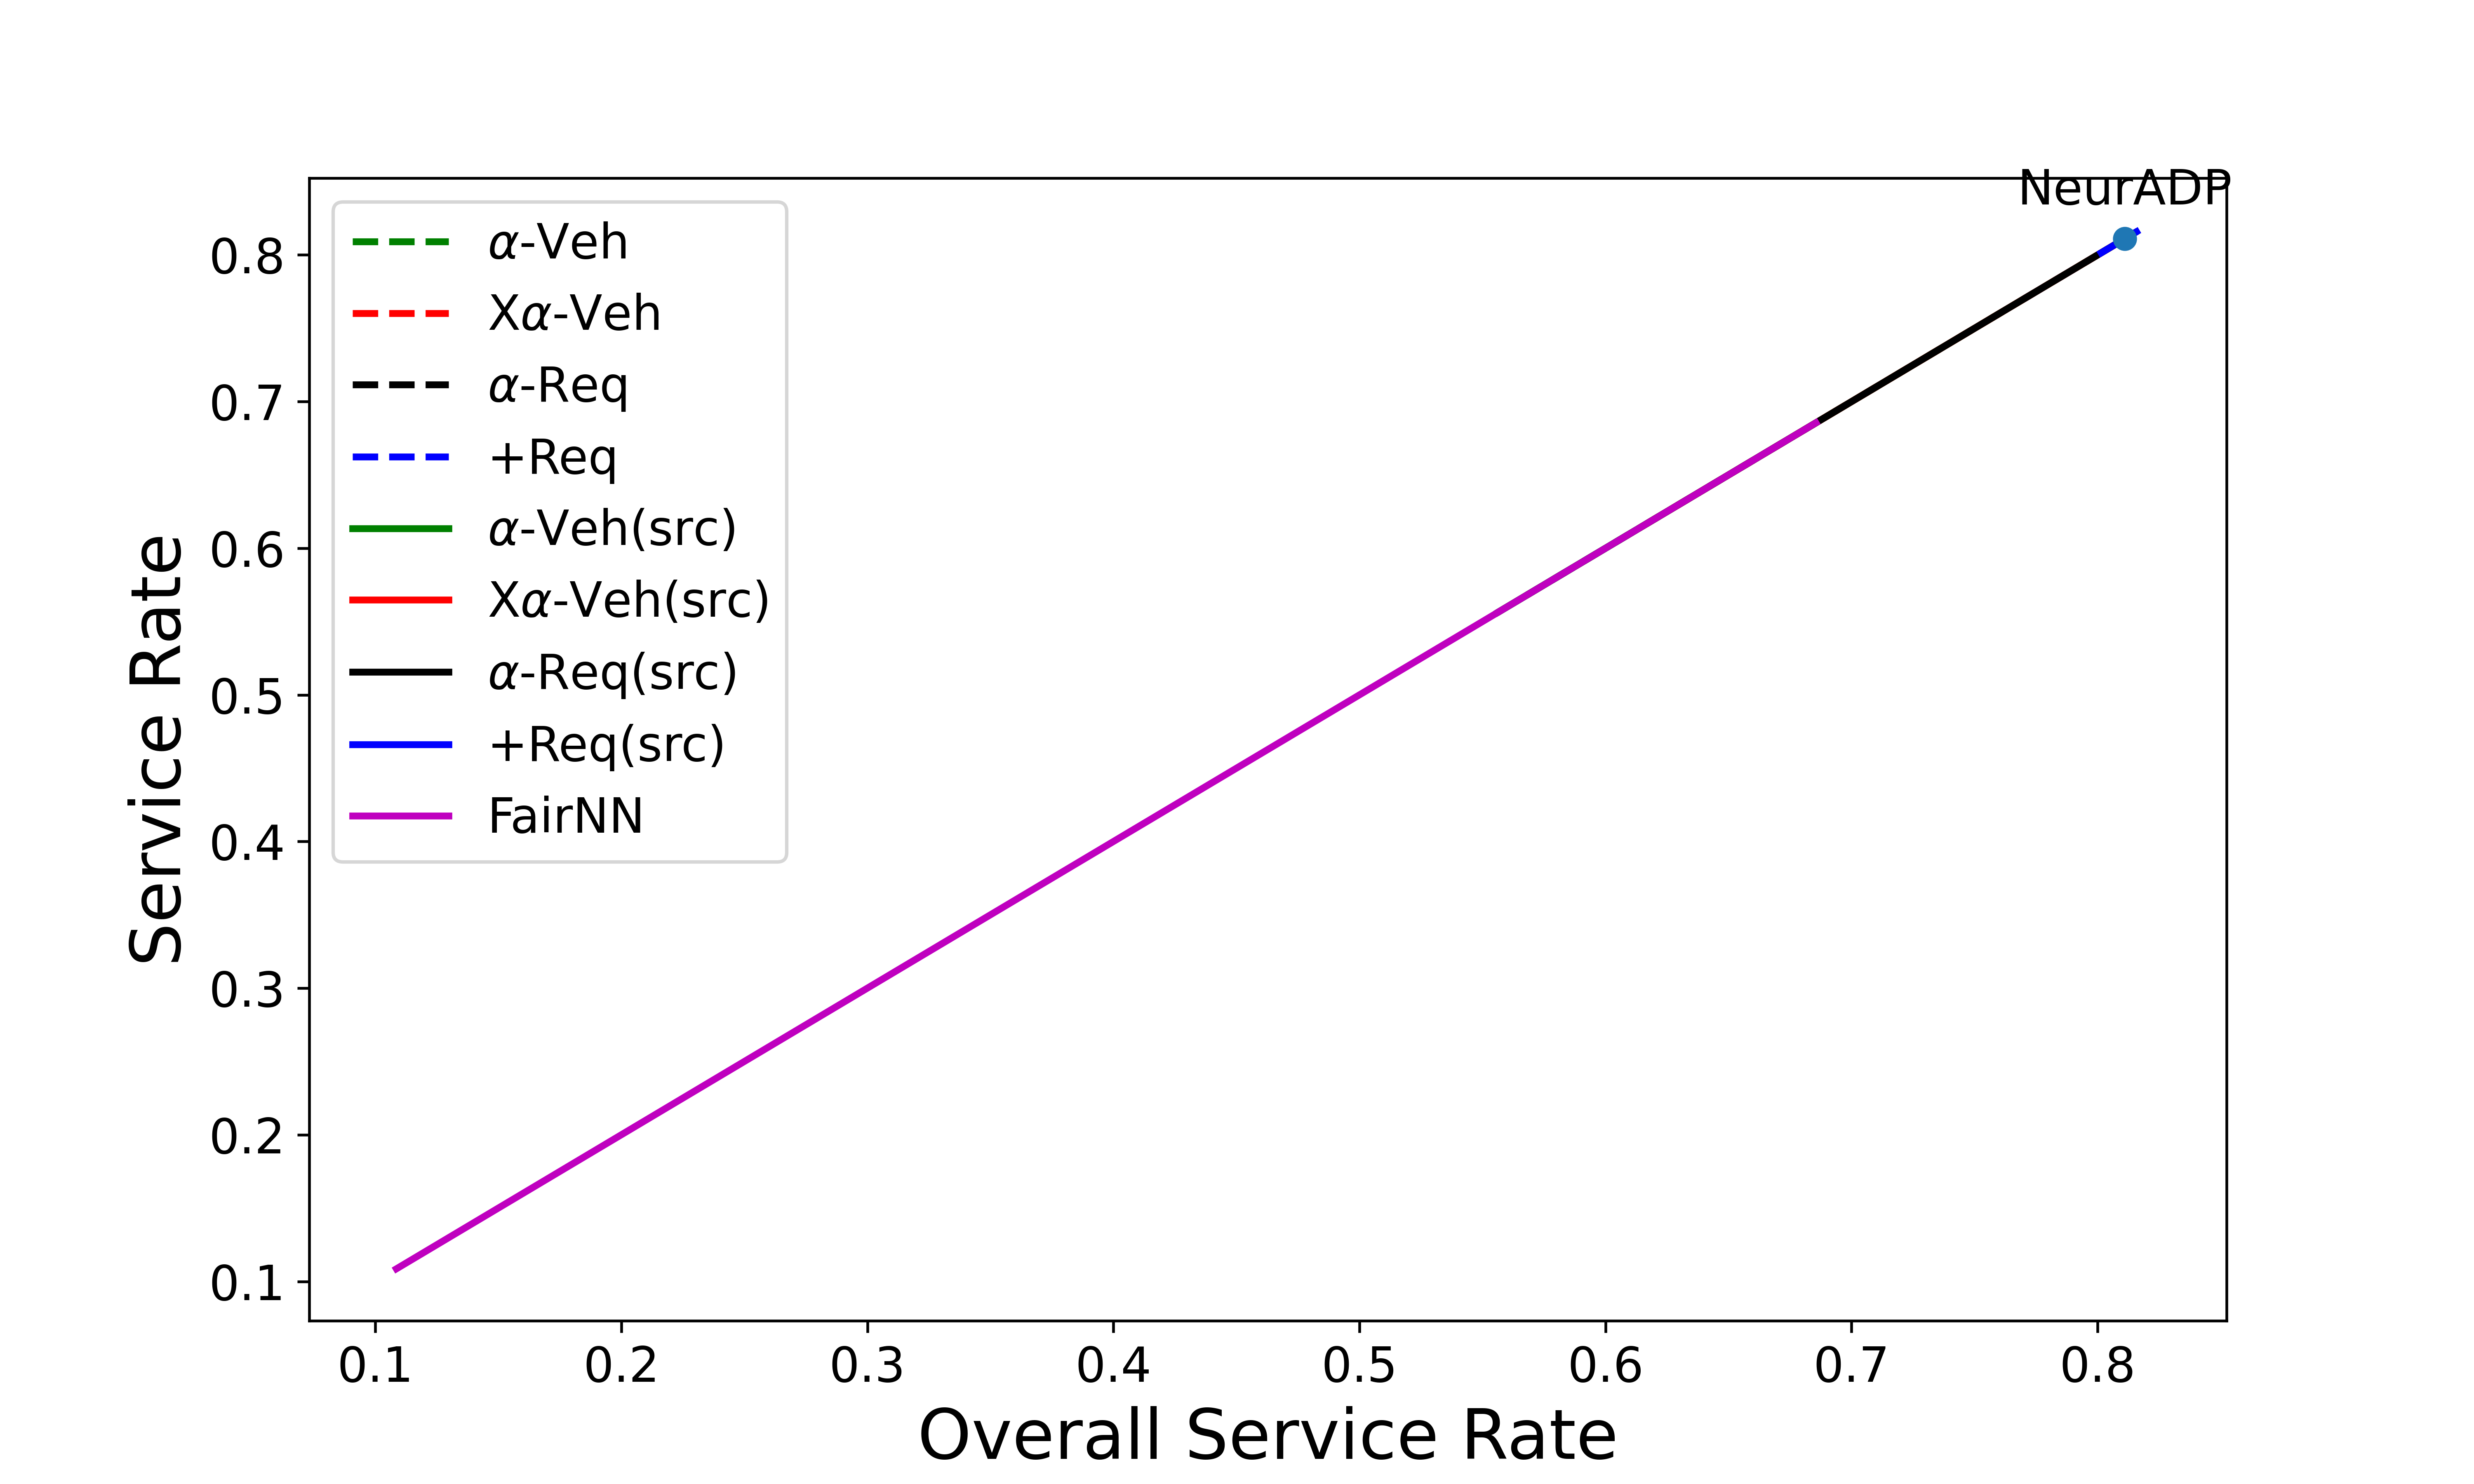 NeurADP
α-Veh
Xα-Veh
α-Req
+Req
α-Veh(src)
Xα-Veh(src)
α-Req(src)
+Req(src)
FairNN
Service Rate
0.8
0.7
0.6
0.5
0.4
0.3
0.2
0.1
0.1 0.2 0.3 0.4 0.5 0.6 0.7 0.8
Overall Service Rate